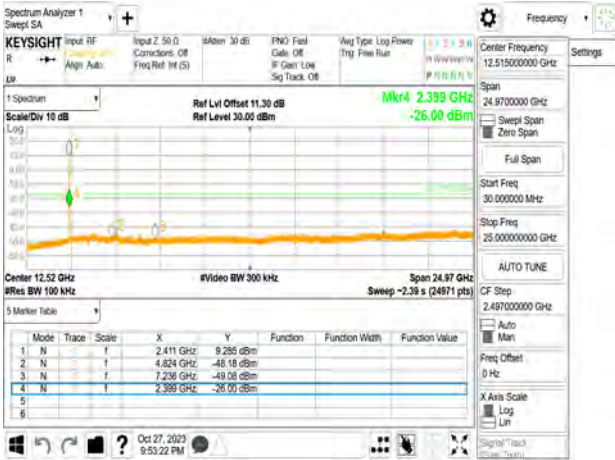 Spectrum Analyzer 1
Swept SA
Frequency
KEYSIGHT
Input: RF
Align: Auto
Input Z: 50 Ω
Corrections: Off
Freq Ref: Int (S)
#Atten: 30 dB
PNO: Fast
Gate: Off
IF Gain: Low
Sig Track: Off
Avg Type: Log-Power
Trig: Free Run
1 Spectrum
Scale/Div 10 dB
Ref Lvl Offset 11.30 dB
Ref Level 30.00 dBm
Mkr4 2.399 GHz
-26.00 dBm
Log
Center 12.52 GHz
#Video BW 300 kHz
Span 24.97 GHz
#Res BW 100 kHz
Sweep ~2.39 s (24971 pts)
5 Marker Table
Mode Trace Scale X Y Function Function Width Function Value
1 N f 2.411 GHz 9.285 dBm
2 N f 4.824 GHz -48.18 dBm
3 N f 7.236 GHz -49.08 dBm
4 N f 2.399 GHz -26.00 dBm
5
6
Oct 27, 2023
9:53:22 PM
Center Frequency
12.515000000 GHz
Settings
Span
24.9700000 GHz
Swept Span
Zero Span
Full Span
Start Freq
30.000000 MHz
Stop Freq
25.000000000 GHz
AUTO TUNE
CF Step
2.497000000 GHz
Auto
Man
Freq Offset
0 Hz
X Axis Scale
Log
Lin
Signal Track